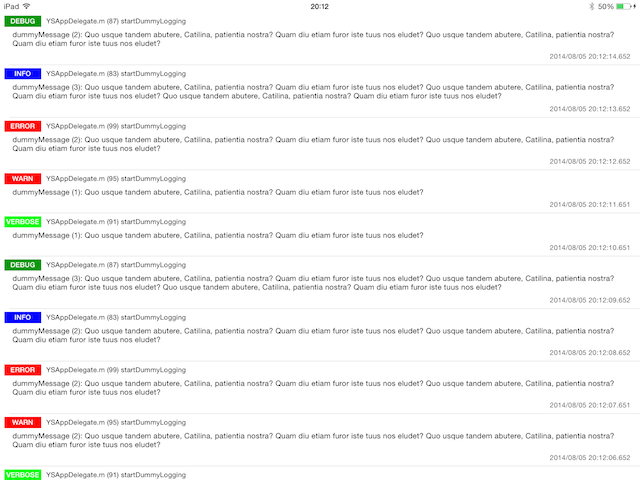 iPad 20:12 50%
DEBUG YSAppDelegate.m (87) startDummyLogging
dummyMessage (2): Quo usque tandem abutere, Catilina, patientia nostra? Quam diu etiam furor iste tuus nos eludet? Quo usque tandem abutere, Catilina, patientia nostra?
Quam diu etiam furor iste tuus nos eludet?
2014/08/05 20:12:14.652
INFO YSAppDelegate.m (83) startDummyLogging
dummyMessage (3): Quo usque tandem abutere, Catilina, patientia nostra? Quam diu etiam furor iste tuus nos eludet? Quo usque tandem abutere, Catilina, patientia nostra?
Quam diu etiam furor iste tuus nos eludet? Quo usque tandem abutere, Catilina, patientia nostra? Quam diu etiam furor iste tuus nos eludet?
2014/08/05 20:12:13.652
ERROR YSAppDelegate.m (99) startDummyLogging
dummyMessage (2): Quo usque tandem abutere, Catilina, patientia nostra? Quam diu etiam furor iste tuus nos eludet? Quo usque tandem abutere, Catilina, patientia nostra?
Quam diu etiam furor iste tuus nos eludet?
2014/08/05 20:12:12.652
WARN YSAppDelegate.m (95) startDummyLogging
dummyMessage (1): Quo usque tandem abutere, Catilina, patientia nostra? Quam diu etiam furor iste tuus nos eludet?
2014/08/05 20:12:11.651
VERBOSE YSAppDelegate.m (91) startDummyLogging
dummyMessage (1): Quo usque tandem abutere, Catilina, patientia nostra? Quam diu etiam furor iste tuus nos eludet?
2014/08/05 20:12:10.651
DEBUG YSAppDelegate.m (87) startDummyLogging
dummyMessage (3): Quo usque tandem abutere, Catilina, patientia nostra? Quam diu etiam furor iste tuus nos eludet? Quo usque tandem abutere, Catilina, patientia nostra?
Quam diu etiam furor iste tuus nos eludet? Quo usque tandem abutere, Catilina, patientia nostra? Quam diu etiam furor iste tuus nos eludet?
2014/08/05 20:12:09.652
INFO YSAppDelegate.m (83) startDummyLogging
dummyMessage (2): Quo usque tandem abutere, Catilina, patientia nostra? Quam diu etiam furor iste tuus nos eludet? Quo usque tandem abutere, Catilina, patientia nostra?
Quam diu etiam furor iste tuus nos eludet?
2014/08/05 20:12:08.652
ERROR YSAppDelegate.m (99) startDummyLogging
dummyMessage (2): Quo usque tandem abutere, Catilina, patientia nostra? Quam diu etiam furor iste tuus nos eludet? Quo usque tandem abutere, Catilina, patientia nostra?
Quam diu etiam furor iste tuus nos eludet?
2014/08/05 20:12:07.651
WARN YSAppDelegate.m (95) startDummyLogging
dummyMessage (2): Quo usque tandem abutere, Catilina, patientia nostra? Quam diu etiam furor iste tuus nos eludet? Quo usque tandem abutere, Catilina, patientia nostra?
Quam diu etiam furor iste tuus nos eludet?
2014/08/05 20:12:06.652
VERBOSE YSAppDelegate.m (91) startDummyLogging